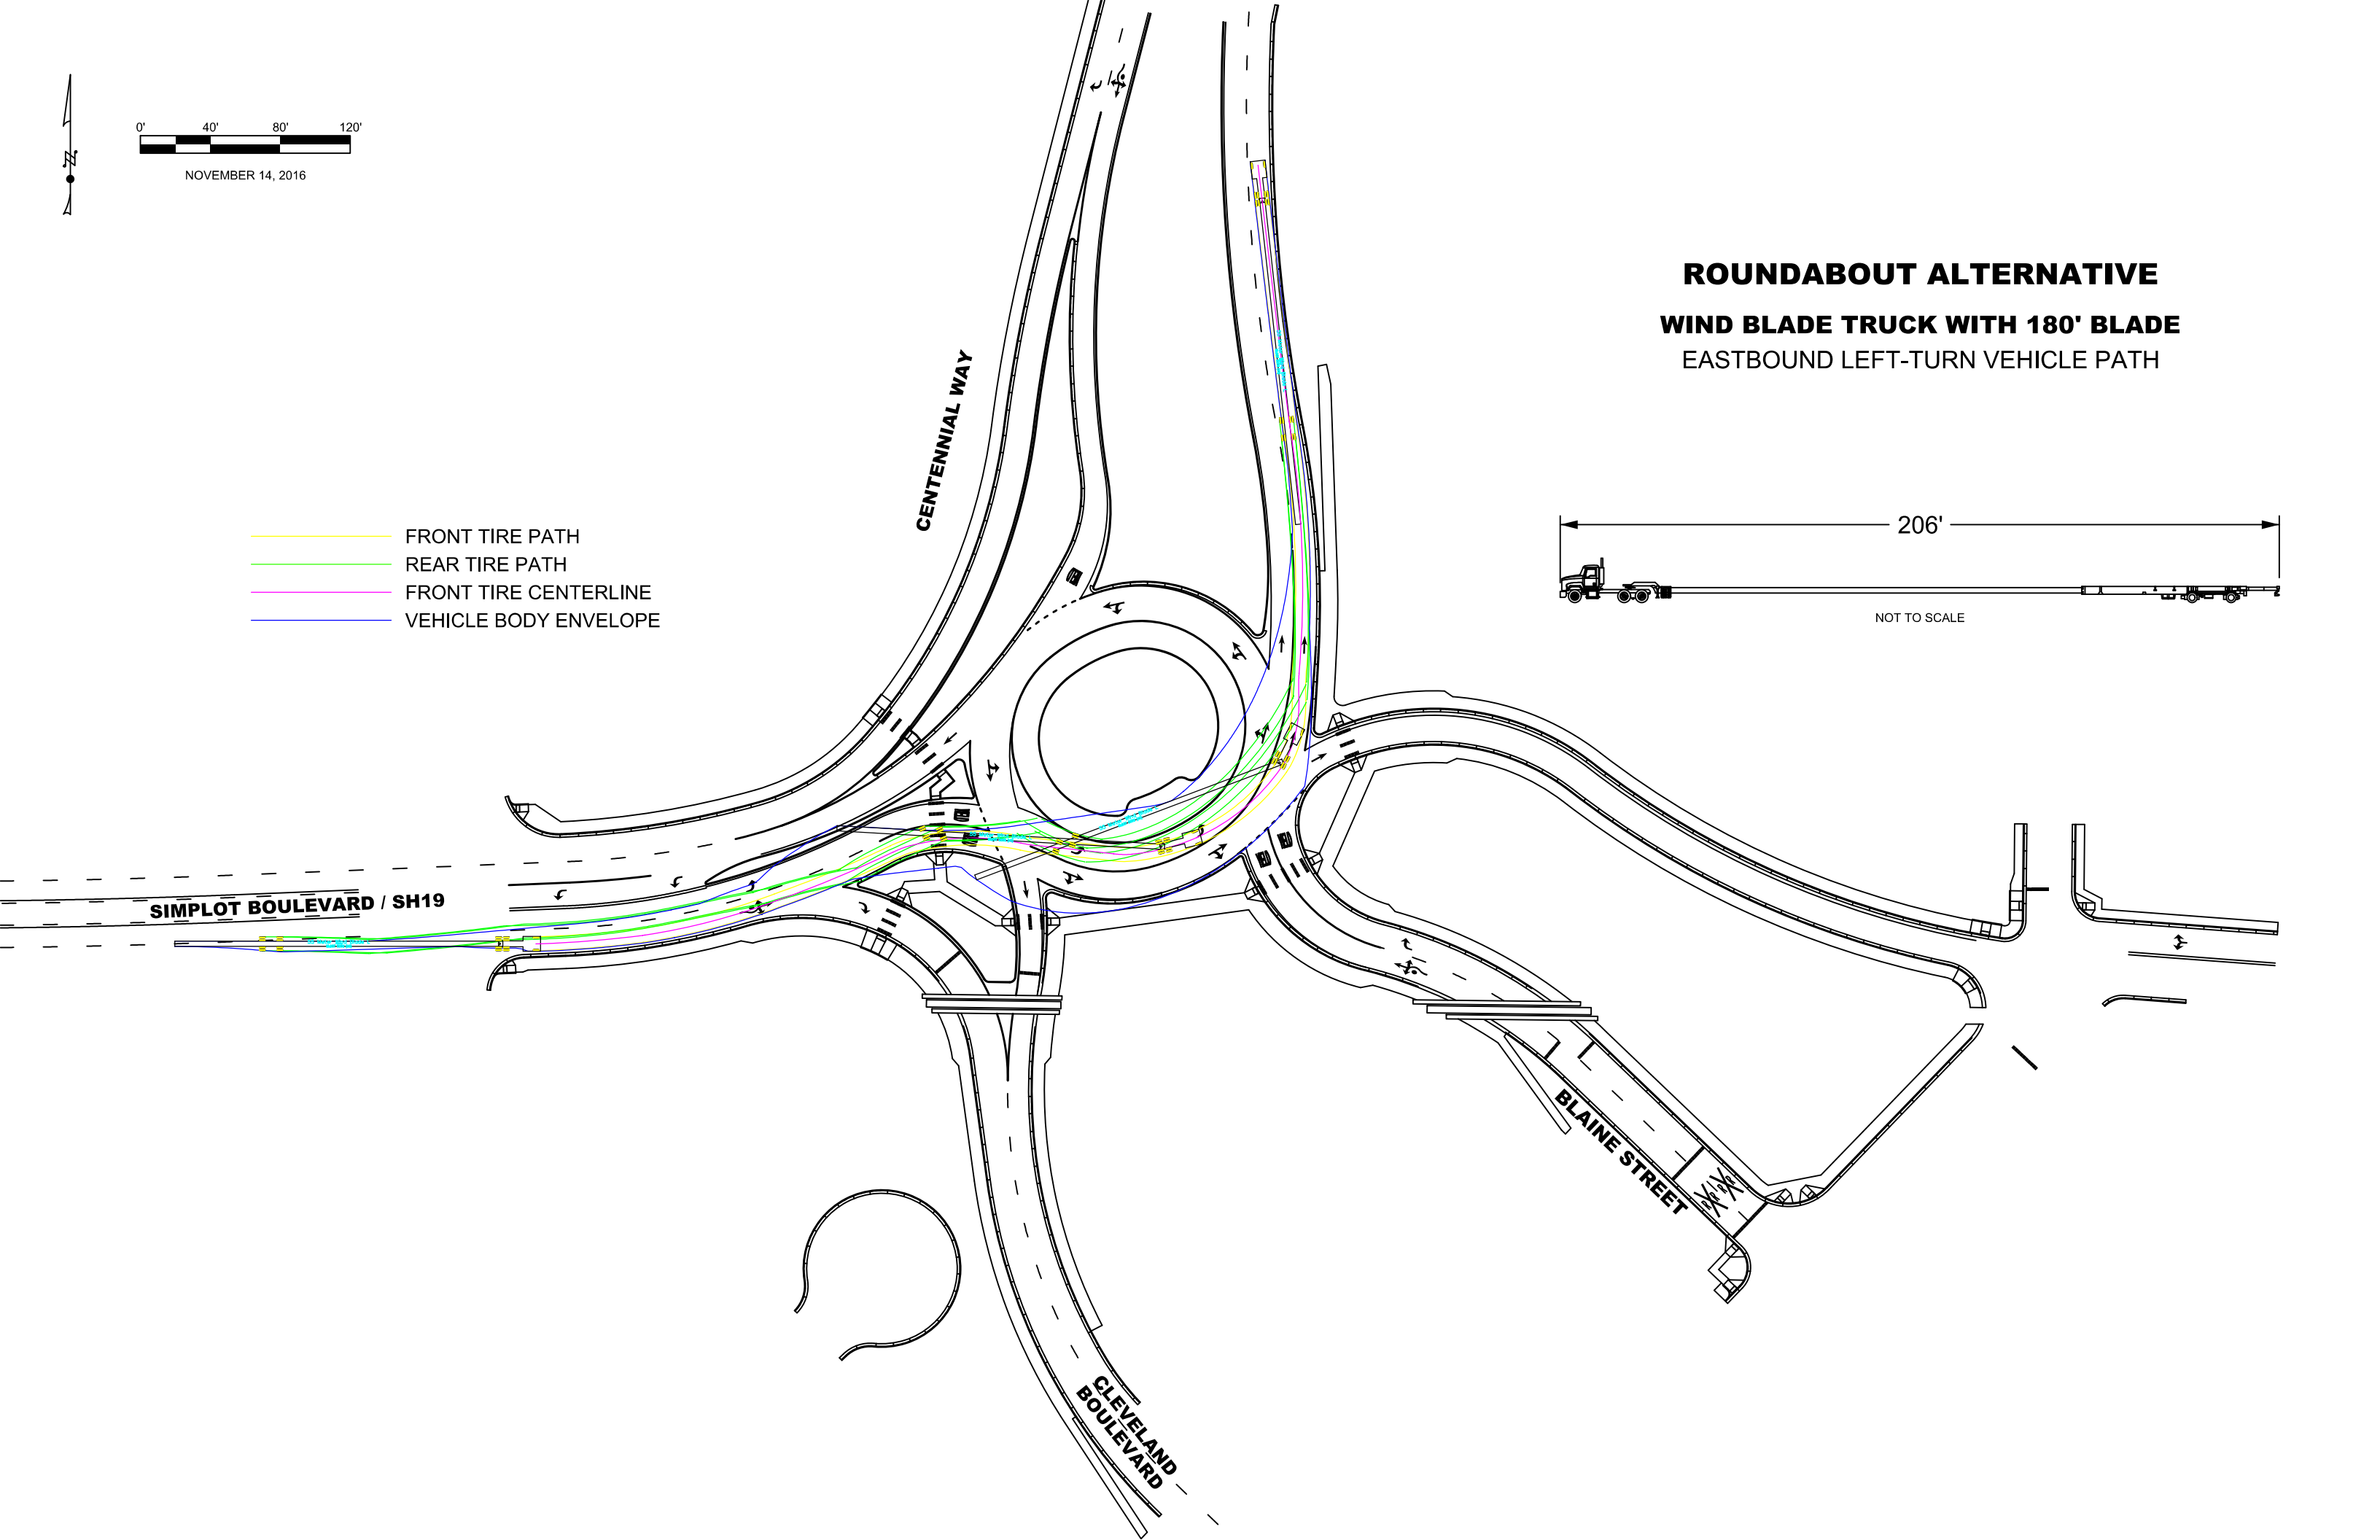 0' 40' 80' 120'
NOVEMBER 14, 2016
ROUNDABOUT ALTERNATIVE
WIND BLADE TRUCK WITH 180' BLADE
EASTBOUND LEFT-TURN VEHICLE PATH
206'
NOT TO SCALE
CENTENNIAL WAY
FRONT TIRE PATH
REAR TIRE PATH
FRONT TIRE CENTERLINE
VEHICLE BODY ENVELOPE
SIMPLOT BOULEVARD / SH19
BLAINE STREET
CLEVELAND
BOULEVARD